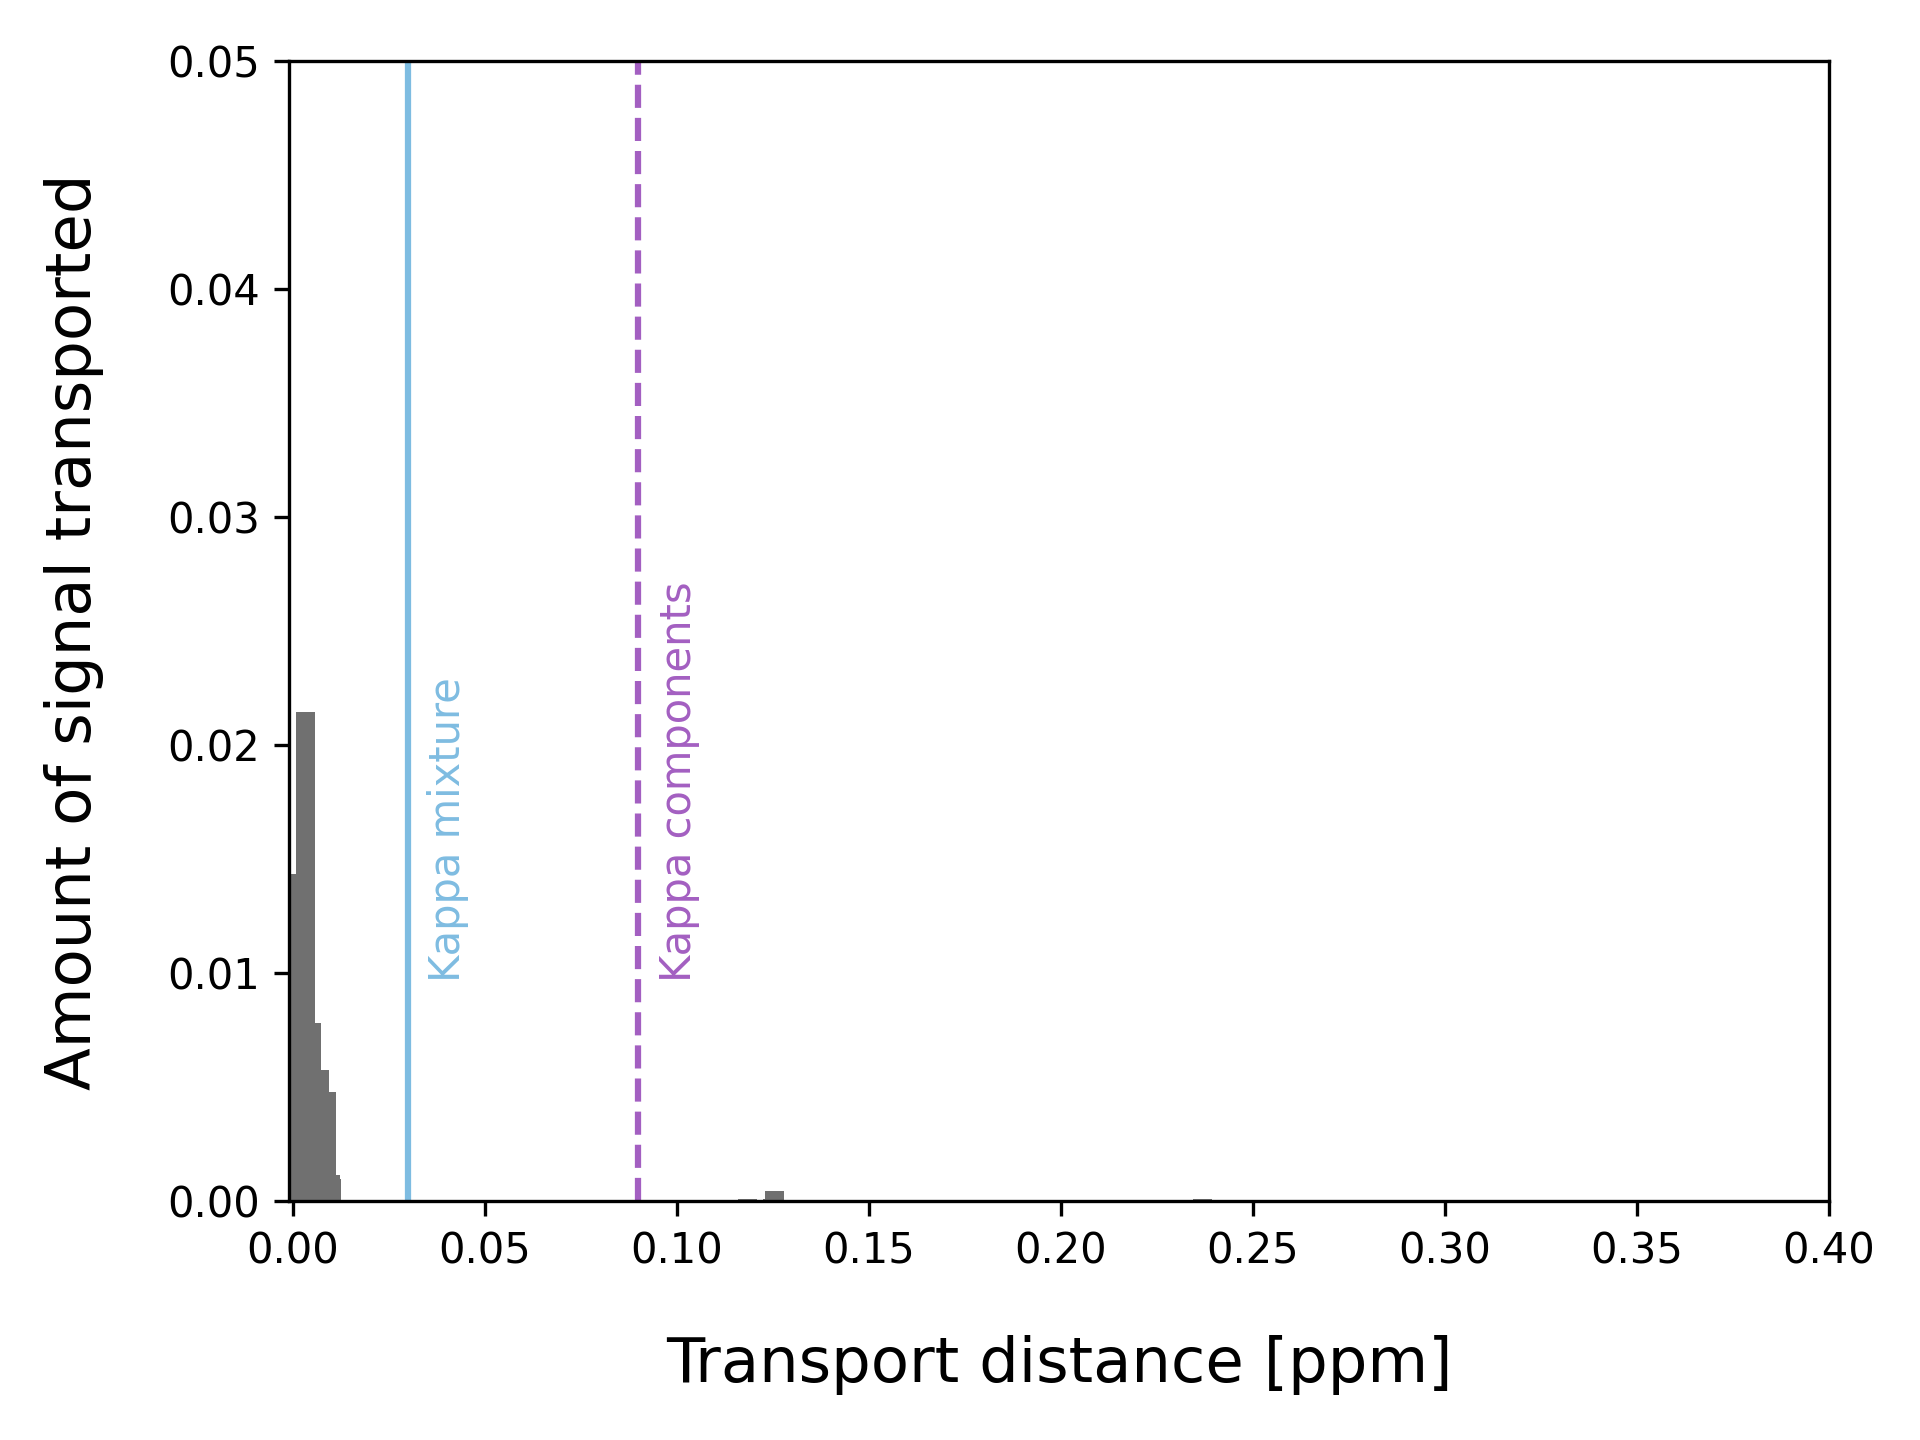 Amount of signal transported
0.05
0.04
0.03
0.02
0.01
0.00
Kappa mixture
Kappa components
0.00 0.05 0.10 0.15 0.20 0.25 0.30 0.35 0.40
Transport distance [ppm]